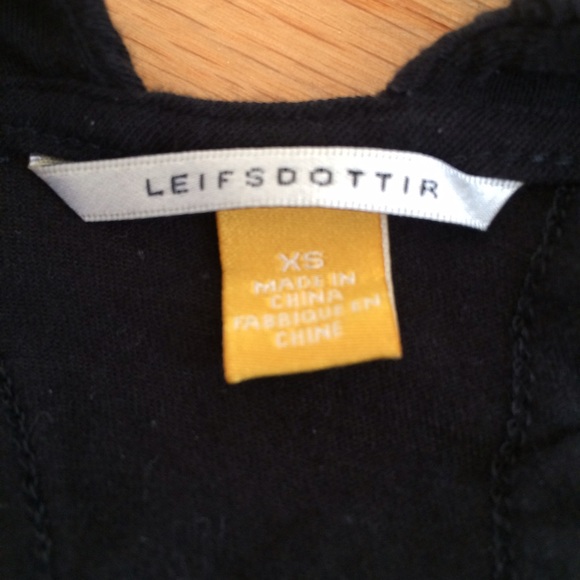 LEIFSDOTTIR
XS
MADE IN
CHINA
FABRIQUE EN
CHINE